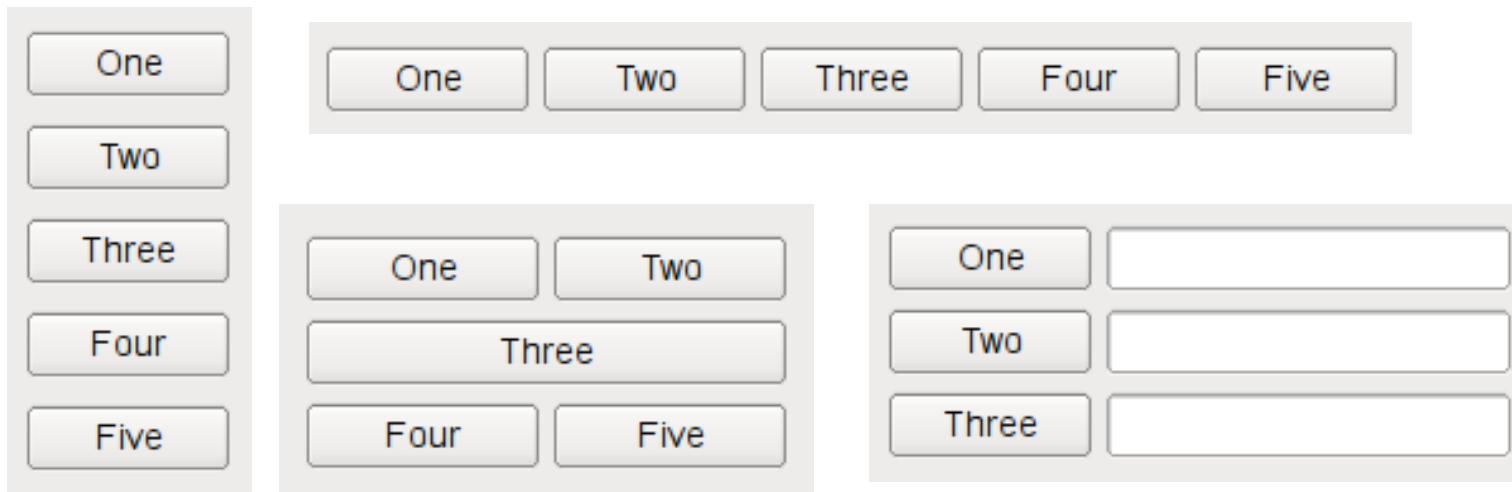 One
Two
Three
Four
Five
One Two Three Four Five
One Two
Three
Four Five
One
Two
Three